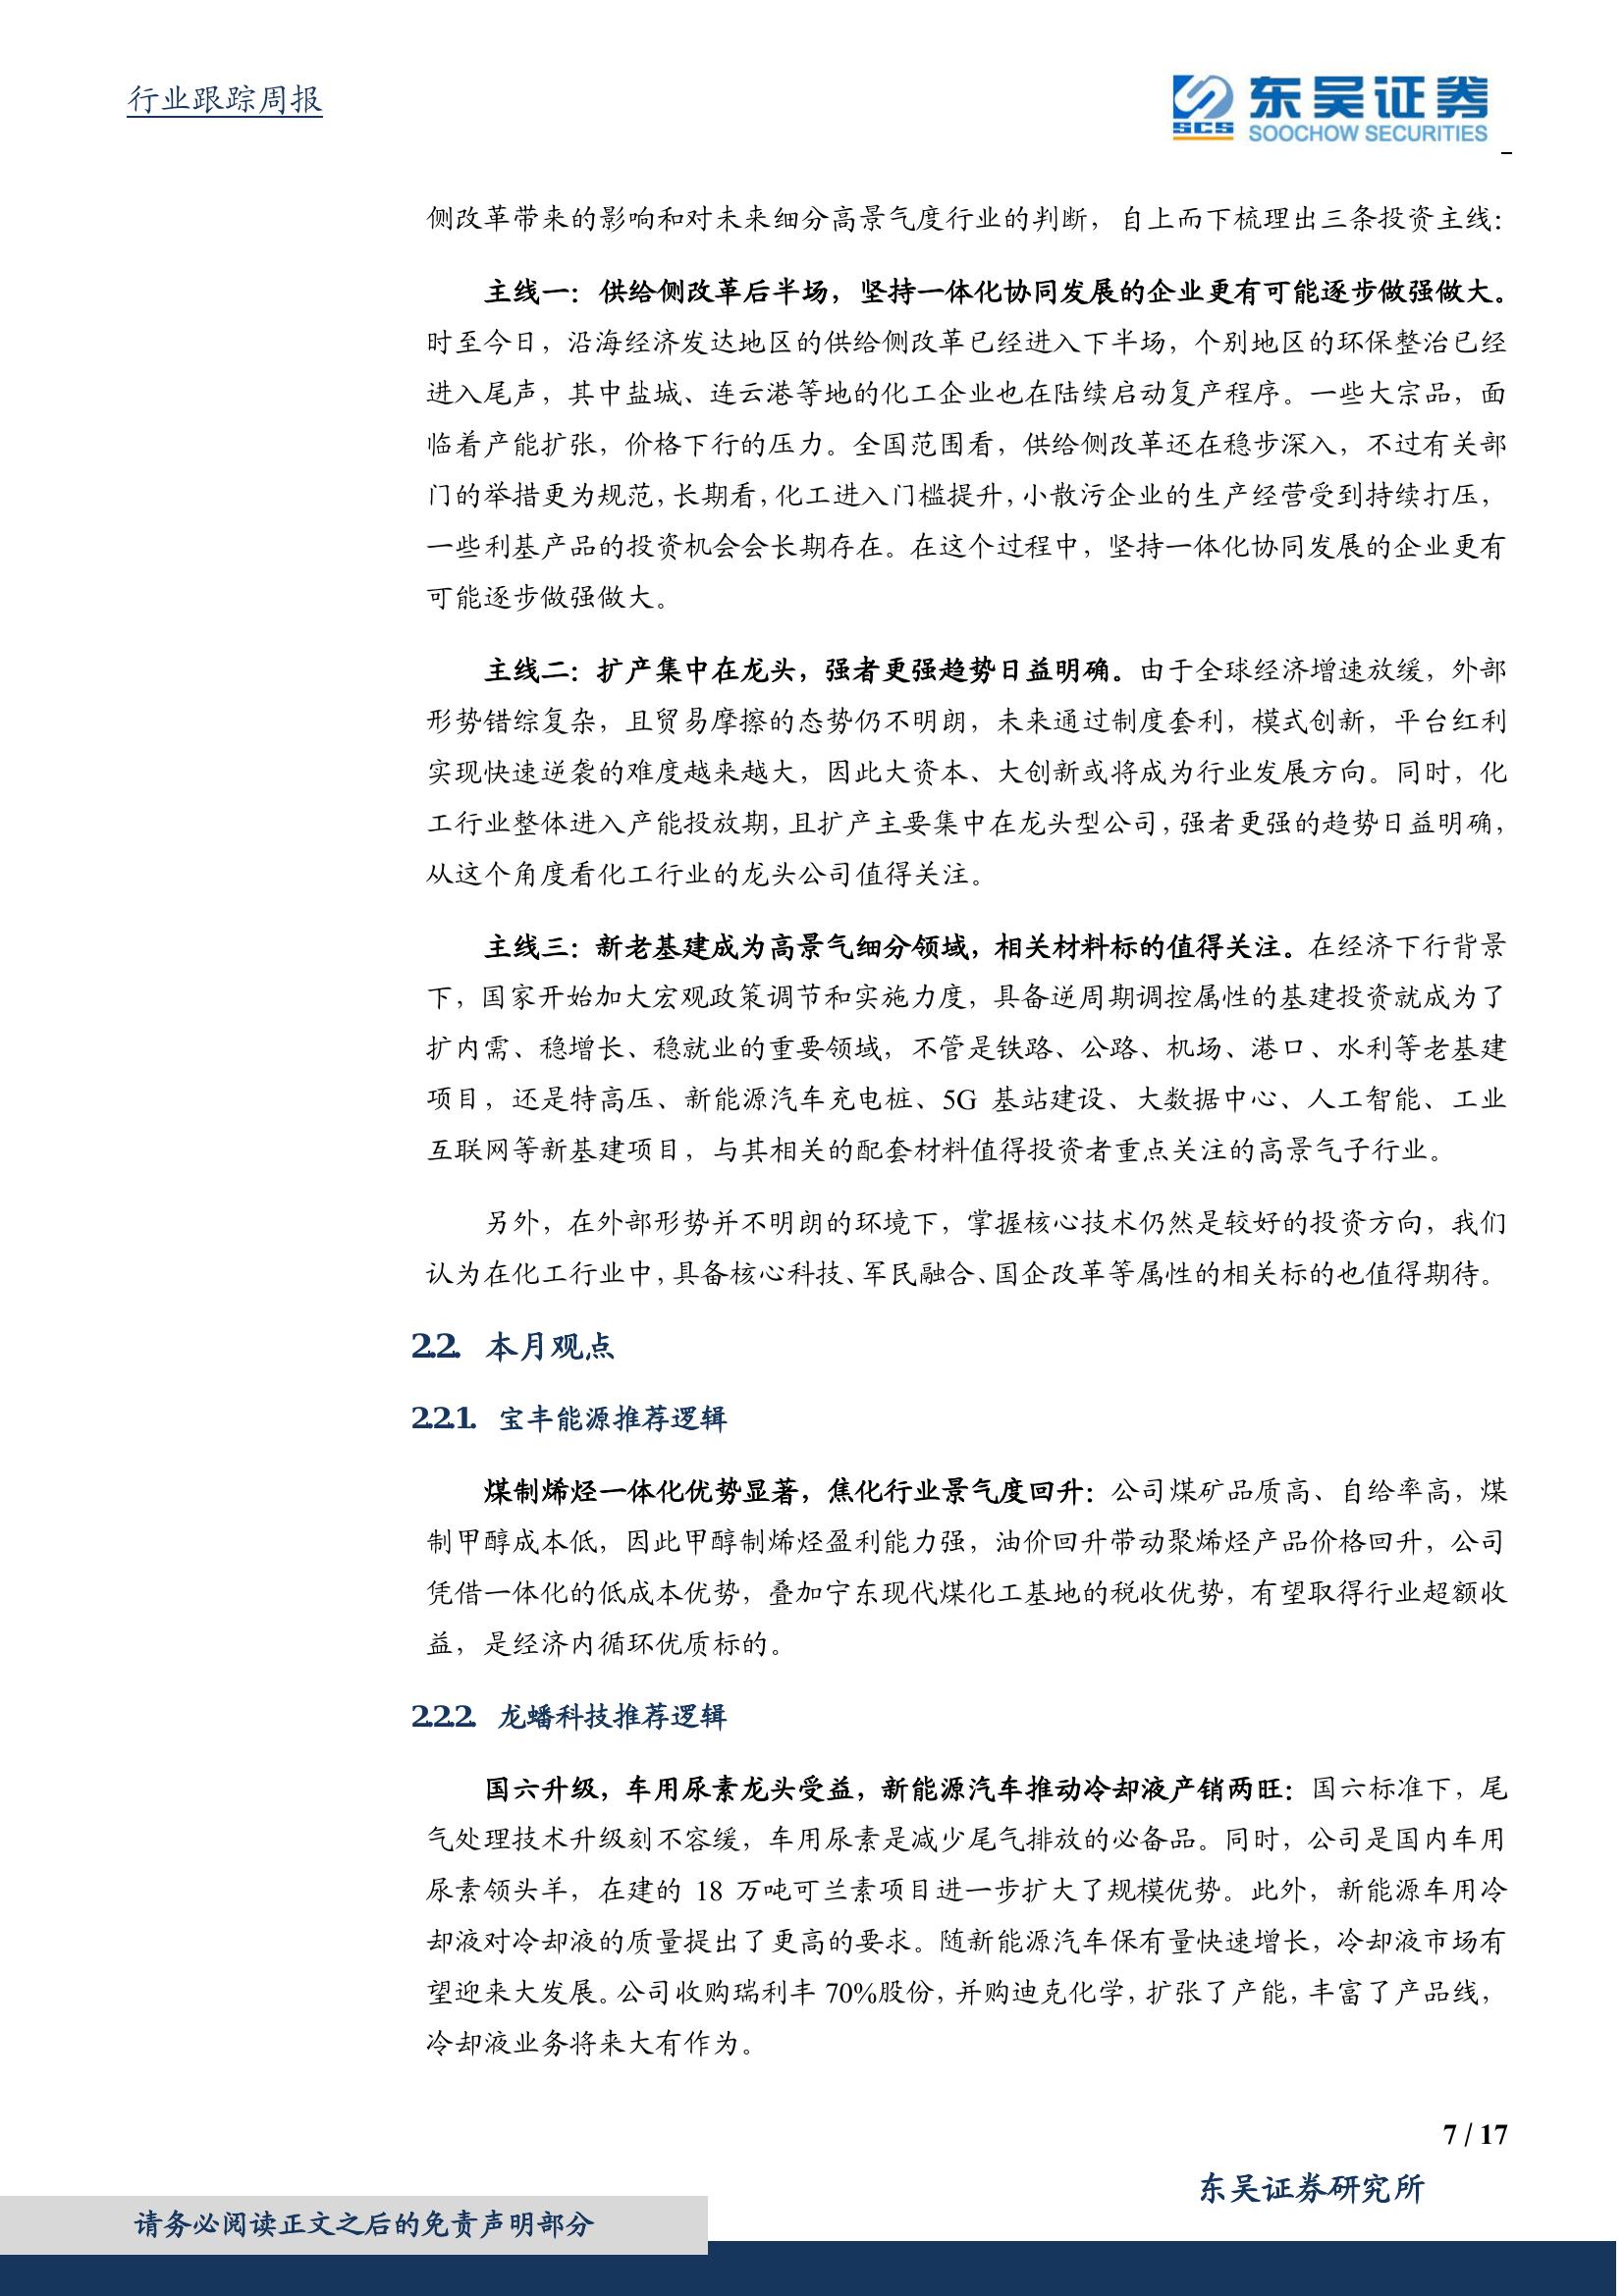 行业跟踪周报
SCS
东吴证券
SOOCHOW SECURITIES
侧改革带来的影响和对未来细分高景气度行业的判断，自上而下梳理出三条投资主线：
主线一：供给侧改革后半场，坚持一体化协同发展的企业更有可能逐步做强做大。
时至今日，沿海经济发达地区的供给侧改革已经进入下半场，个别地区的环保整治已经
进入尾声，其中盐城、连云港等地的化工企业也在陆续启动复产程序。一些大宗品，面
临着产能扩张，价格下行的压力。全国范围看，供给侧改革还在稳步深入，不过有关部
门的举措更为规范，长期看，化工进入门槛提升，小散污企业的生产经营受到持续打压，
一些利基产品的投资机会会长期存在。在这个过程中，坚持一体化协同发展的企业更有
可能逐步做强做大。
主线二：扩产集中在龙头，强者更强趋势日益明确。由于全球经济增速放缓，外部
形势错综复杂，且贸易摩擦的态势仍不明朗，未来通过制度套利，模式创新，平台红利
实现快速逆袭的难度越来越大，因此大资本、大创新或将成为行业发展方向。同时，化
工行业整体进入产能投放期，且扩产主要集中在龙头型公司，强者更强的趋势日益明确，
从这个角度看化工行业的龙头公司值得关注。
主线三：新老基建成为高景气细分领域，相关材料标的值得关注。在经济下行背景
下，国家开始加大宏观政策调节和实施力度，具备逆周期调控属性的基建投资就成为了
扩内需、稳增长、稳就业的重要领域，不管是铁路、公路、机场、港口、水利等老基建
项目，还是特高压、新能源汽车充电桩、5G 基站建设、大数据中心、人工智能、工业
互联网等新基建项目，与其相关的配套材料值得投资者重点关注的高景气子行业。
另外，在外部形势并不明朗的环境下，掌握核心技术仍然是较好的投资方向，我们
认为在化工行业中，具备核心科技、军民融合、国企改革等属性的相关标的也值得期待。
2.2. 本月观点
2.2.1. 宝丰能源推荐逻辑
煤制烯烃一体化优势显著，焦化行业景气度回升：公司煤矿品质高、自给率高，煤
制甲醇成本低，因此甲醇制烯烃盈利能力强，油价回升带动聚烯烃产品价格回升，公司
凭借一体化的低成本优势，叠加宁东现代煤化工基地的税收优势，有望取得行业超额收
益，是经济内循环优质标的。
2.2.2. 龙蟠科技推荐逻辑
国六升级，车用尿素龙头受益，新能源汽车推动冷却液产销两旺：国六标准下，尾
气处理技术升级刻不容缓，车用尿素是减少尾气排放的必备品。同时，公司是国内车用
尿素领头羊，在建的 18 万吨可兰素项目进一步扩大了规模优势。此外，新能源车用冷
却液对冷却液的质量提出了更高的要求。随新能源汽车保有量快速增长，冷却液市场有
望迎来大发展。公司收购瑞利丰 70%股份，并购迪克化学，扩张了产能，丰富了产品线，
冷却液业务将来大有作为。
7 / 17
东吴证券研究所
请务必阅读正文之后的免责声明部分